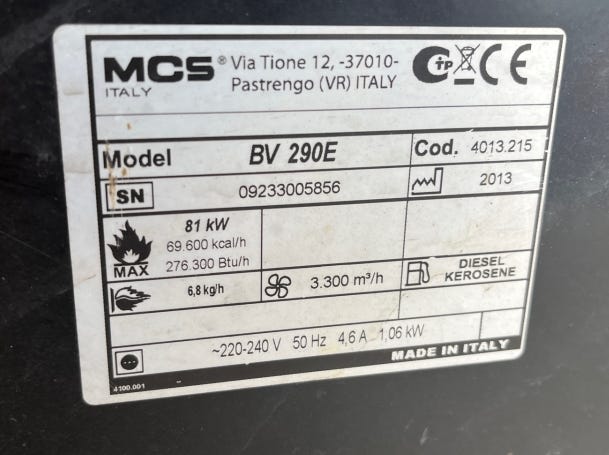 MCS® Via Tione 12, -37010-
ITALY Pastrengo (VR) ITALY
Model BV 290E Cod. 4013.215
SN 09233005856 2013
81 kW
69.600 kcal/h
MAX 276.300 Btu/h
6,8 kg/h 3.300 m³/h DIESEL
KEROSENE
~220-240 V 50 Hz 4,6 A 1,06 kW
MADE IN ITALY
4100.001